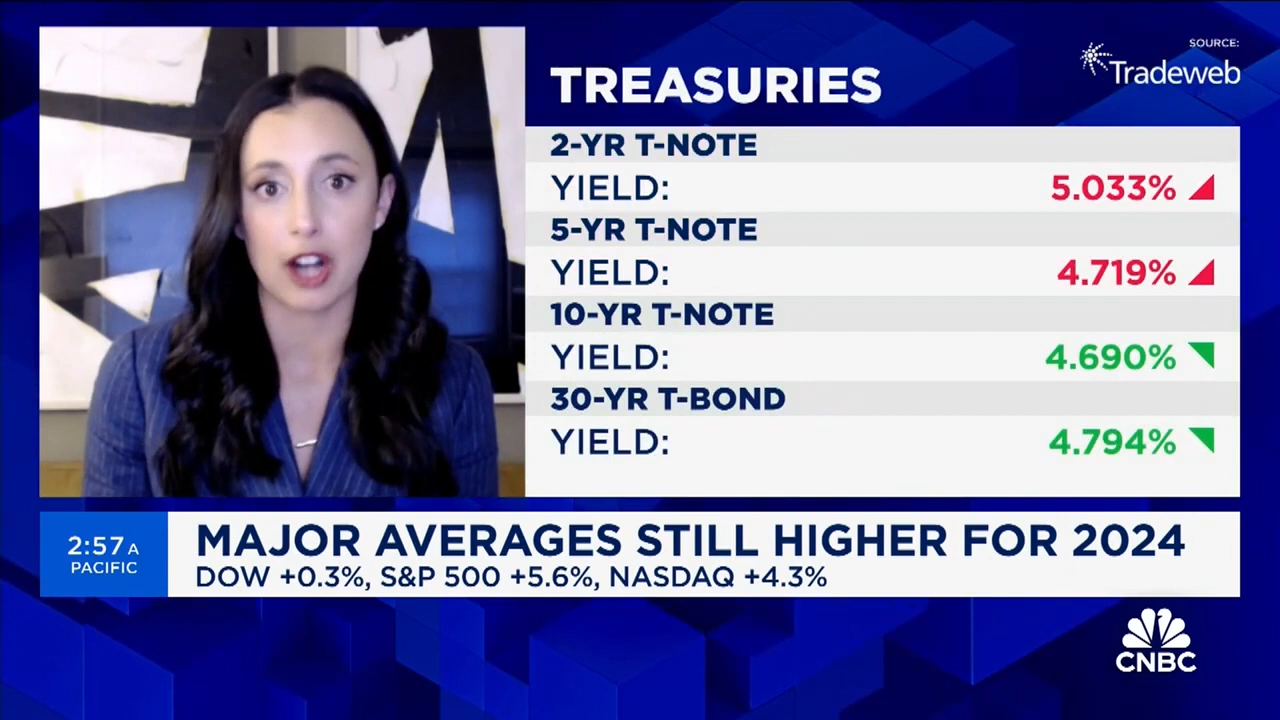 SOURCE:
Tradeweb
TREASURIES
2-YR T-NOTE
YIELD: 5.033%
5-YR T-NOTE
YIELD: 4.719%
10-YR T-NOTE
YIELD: 4.690%
30-YR T-BOND
YIELD: 4.794%
2:57 A
PACIFIC
MAJOR AVERAGES STILL HIGHER FOR 2024
DOW +0.3%, S&P 500 +5.6%, NASDAQ +4.3%
CNBC